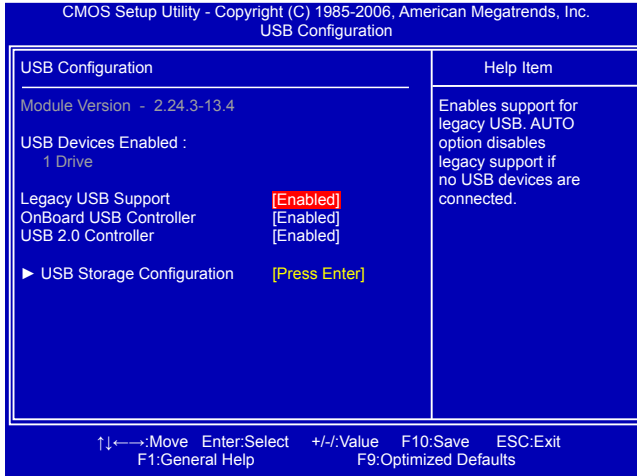 CMOS Setup Utility - Copyright (C) 1985-2006, American Megatrends, Inc.
USB Configuration
USB Configuration
Help Item
Module Version - 2.24.3-13.4
USB Devices Enabled :
1 Drive
Legacy USB Support [Enabled]
OnBoard USB Controller [Enabled]
USB 2.0 Controller [Enabled]
► USB Storage Configuration [Press Enter]
Enables support for
legacy USB. AUTO
option disables
legacy support if
no USB devices are
connected.
↑↓←→:Move Enter:Select +/-/:Value F10:Save ESC:Exit
F1:General Help F9:Optimized Defaults